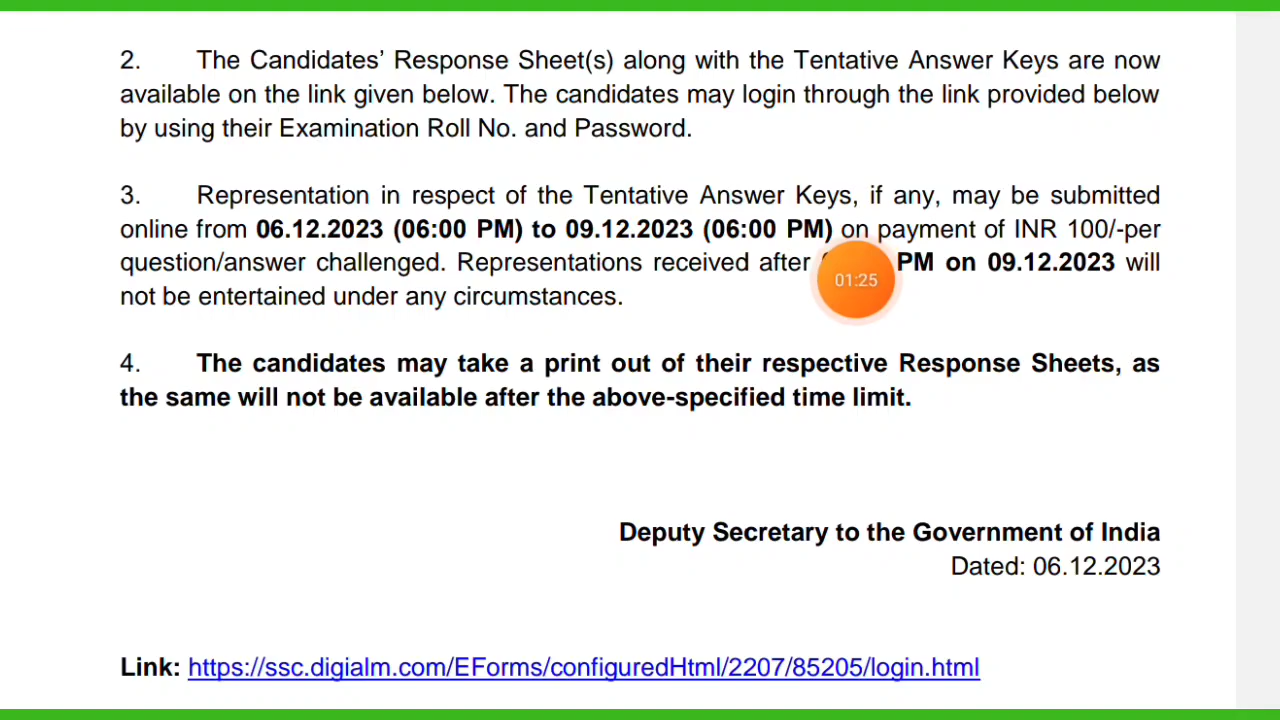 2. The Candidates’ Response Sheet(s) along with the Tentative Answer Keys are now
available on the link given below. The candidates may login through the link provided below
by using their Examination Roll No. and Password.
3. Representation in respect of the Tentative Answer Keys, if any, may be submitted
online from 06.12.2023 (06:00 PM) to 09.12.2023 (06:00 PM) on payment of INR 100/-per
question/answer challenged. Representations received after PM on 09.12.2023 will
01:25
not be entertained under any circumstances.
4. The candidates may take a print out of their respective Response Sheets, as
the same will not be available after the above-specified time limit.
Deputy Secretary to the Government of India
Dated: 06.12.2023
Link: https://ssc.digialm.com/EForms/configuredHtml/2207/85205/login.html